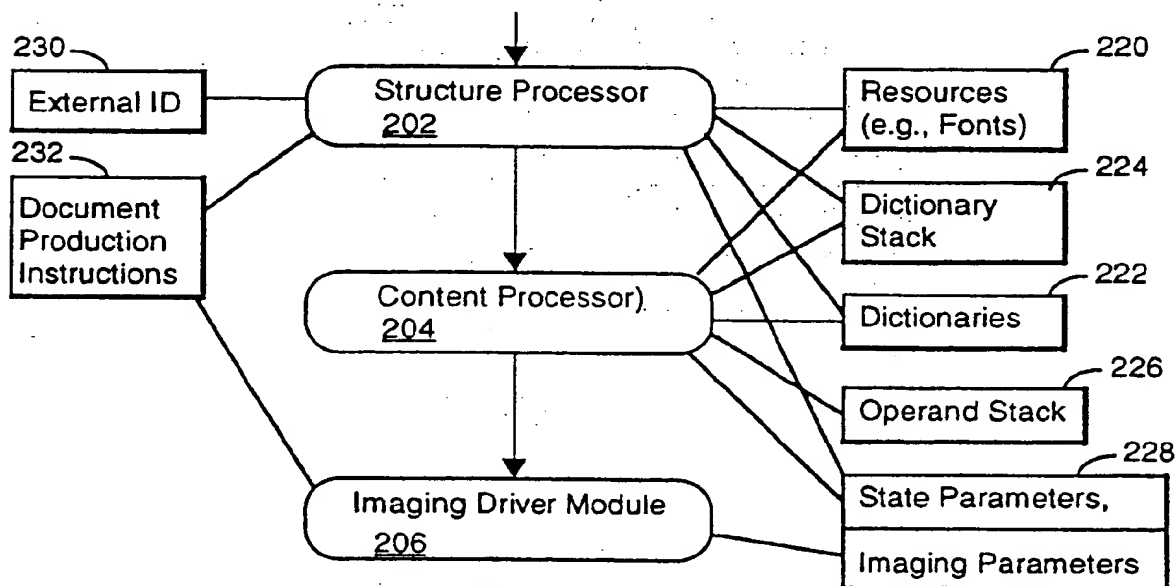 230
External ID
232
Document
Production
Instructions
Structure Processor
202
Content Processor)
204
Imaging Driver Module
206
220
Resources
(e.g., Fonts)
224
Dictionary
Stack
222
Dictionaries
226
Operand Stack
228
State Parameters,
Imaging Parameters